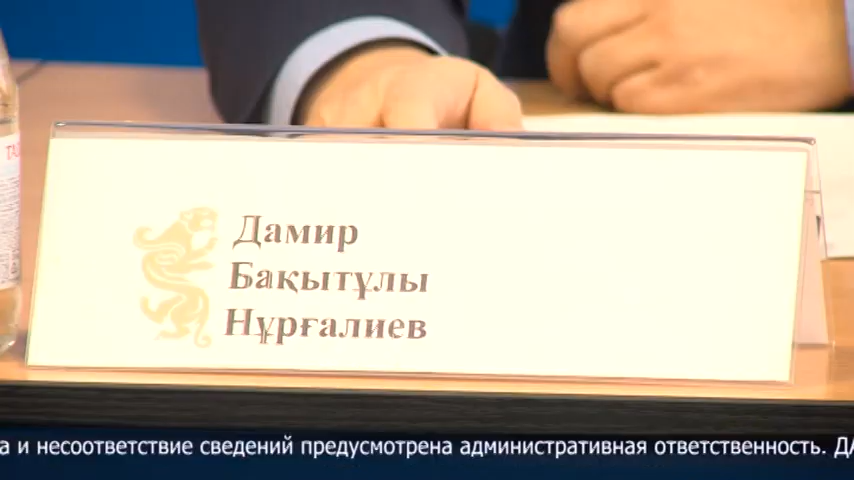 Дамир
Бақытұлы
Нұрғалиев
а и несоответствие сведений предусмотрена административная ответственность.